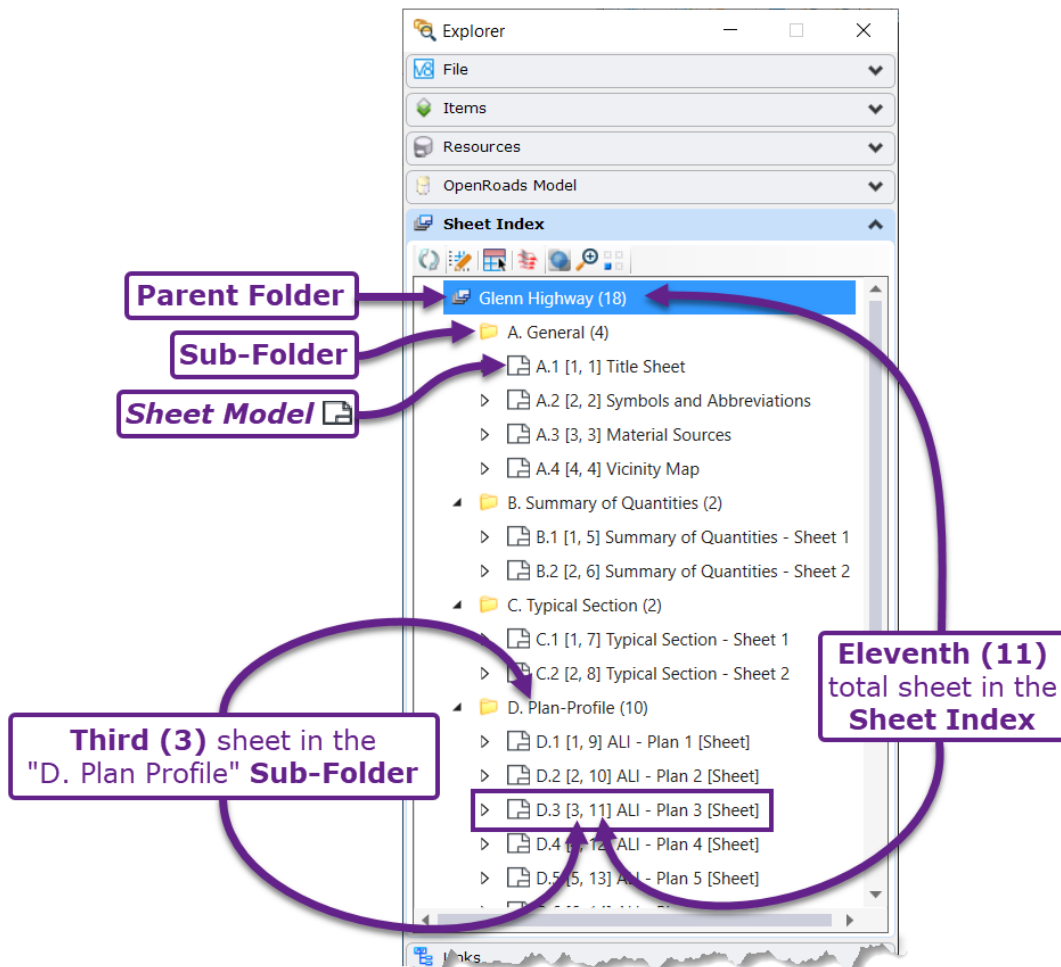 Explorer
File
Items
Resources
OpenRoads Model
Sheet Index
Parent Folder
Glenn Highway (18)
Sub-Folder
A. General (4)
Sheet Model
A.1 [1, 1] Title Sheet
A.2 [2, 2] Symbols and Abbreviations
A.3 [3, 3] Material Sources
A.4 [4, 4] Vicinity Map
B. Summary of Quantities (2)
B.1 [1, 5] Summary of Quantities - Sheet 1
B.2 [2, 6] Summary of Quantities - Sheet 2
C. Typical Section (2)
C.1 [1, 7] Typical Section - Sheet 1
C.2 [2, 8] Typical Section - Sheet 2
Eleventh (11)
total sheet in the
Sheet Index
D. Plan-Profile (10)
Third (3) sheet in the
"D. Plan Profile" Sub-Folder
D.1 [1, 9] ALI - Plan 1 [Sheet]
D.2 [2, 10] ALI - Plan 2 [Sheet]
D.3 [3, 11] ALI - Plan 3 [Sheet]
D.4 12] ALI - Plan 4 [Sheet]
D.5 [5, 13] ALI - Plan 5 [Sheet]
Links